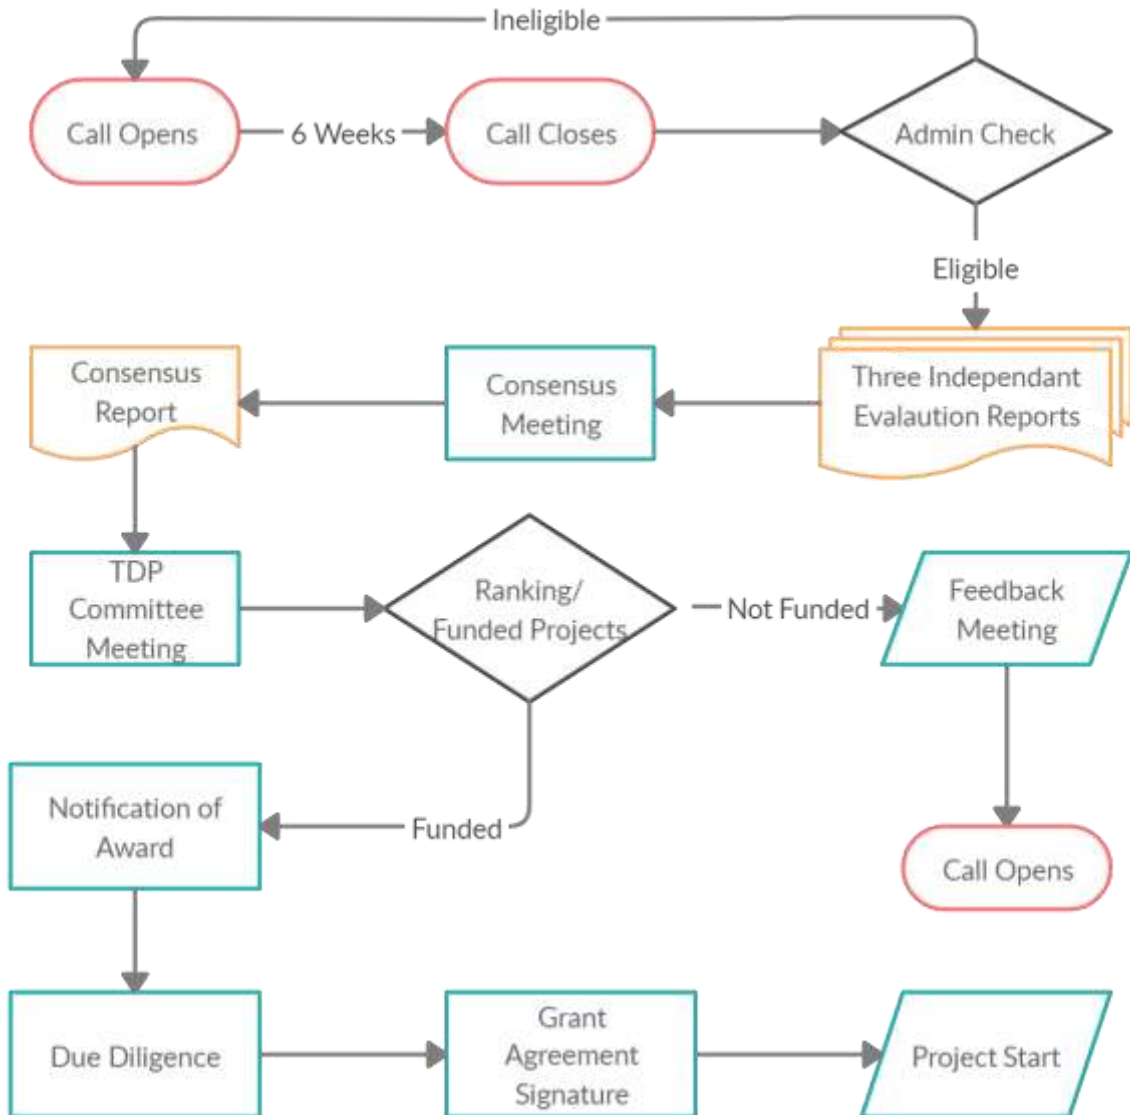 Ineligible
Call Opens
6 Weeks
Call Closes
Admin Check
Eligible
Consensus
Report
Consensus
Meeting
Three Independant
Evalaution Reports
TDP
Committee
Meeting
Ranking/
Funded Projects
Not Funded
Feedback
Meeting
Notification of
Award
Funded
Call Opens
Due Diligence
Grant
Agreement
Signature
Project Start